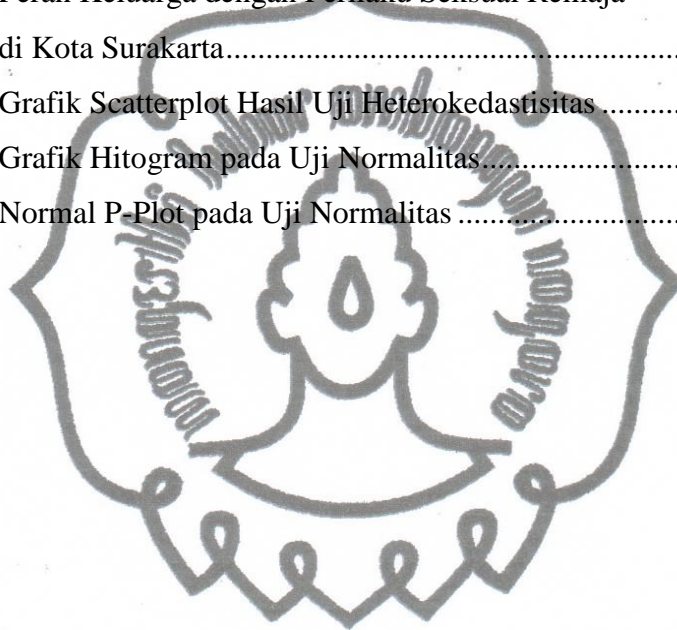 Peran Keluarga dengan Perilaku Seksual Remaja
di Kota Surakarta.......................................................
Grafik Scatterplot Hasil Uji Heterokedastisitas .........
Grafik Hitogram pada Uji Normalitas.........................
Normal P-Plot pada Uji Normalitas ............................